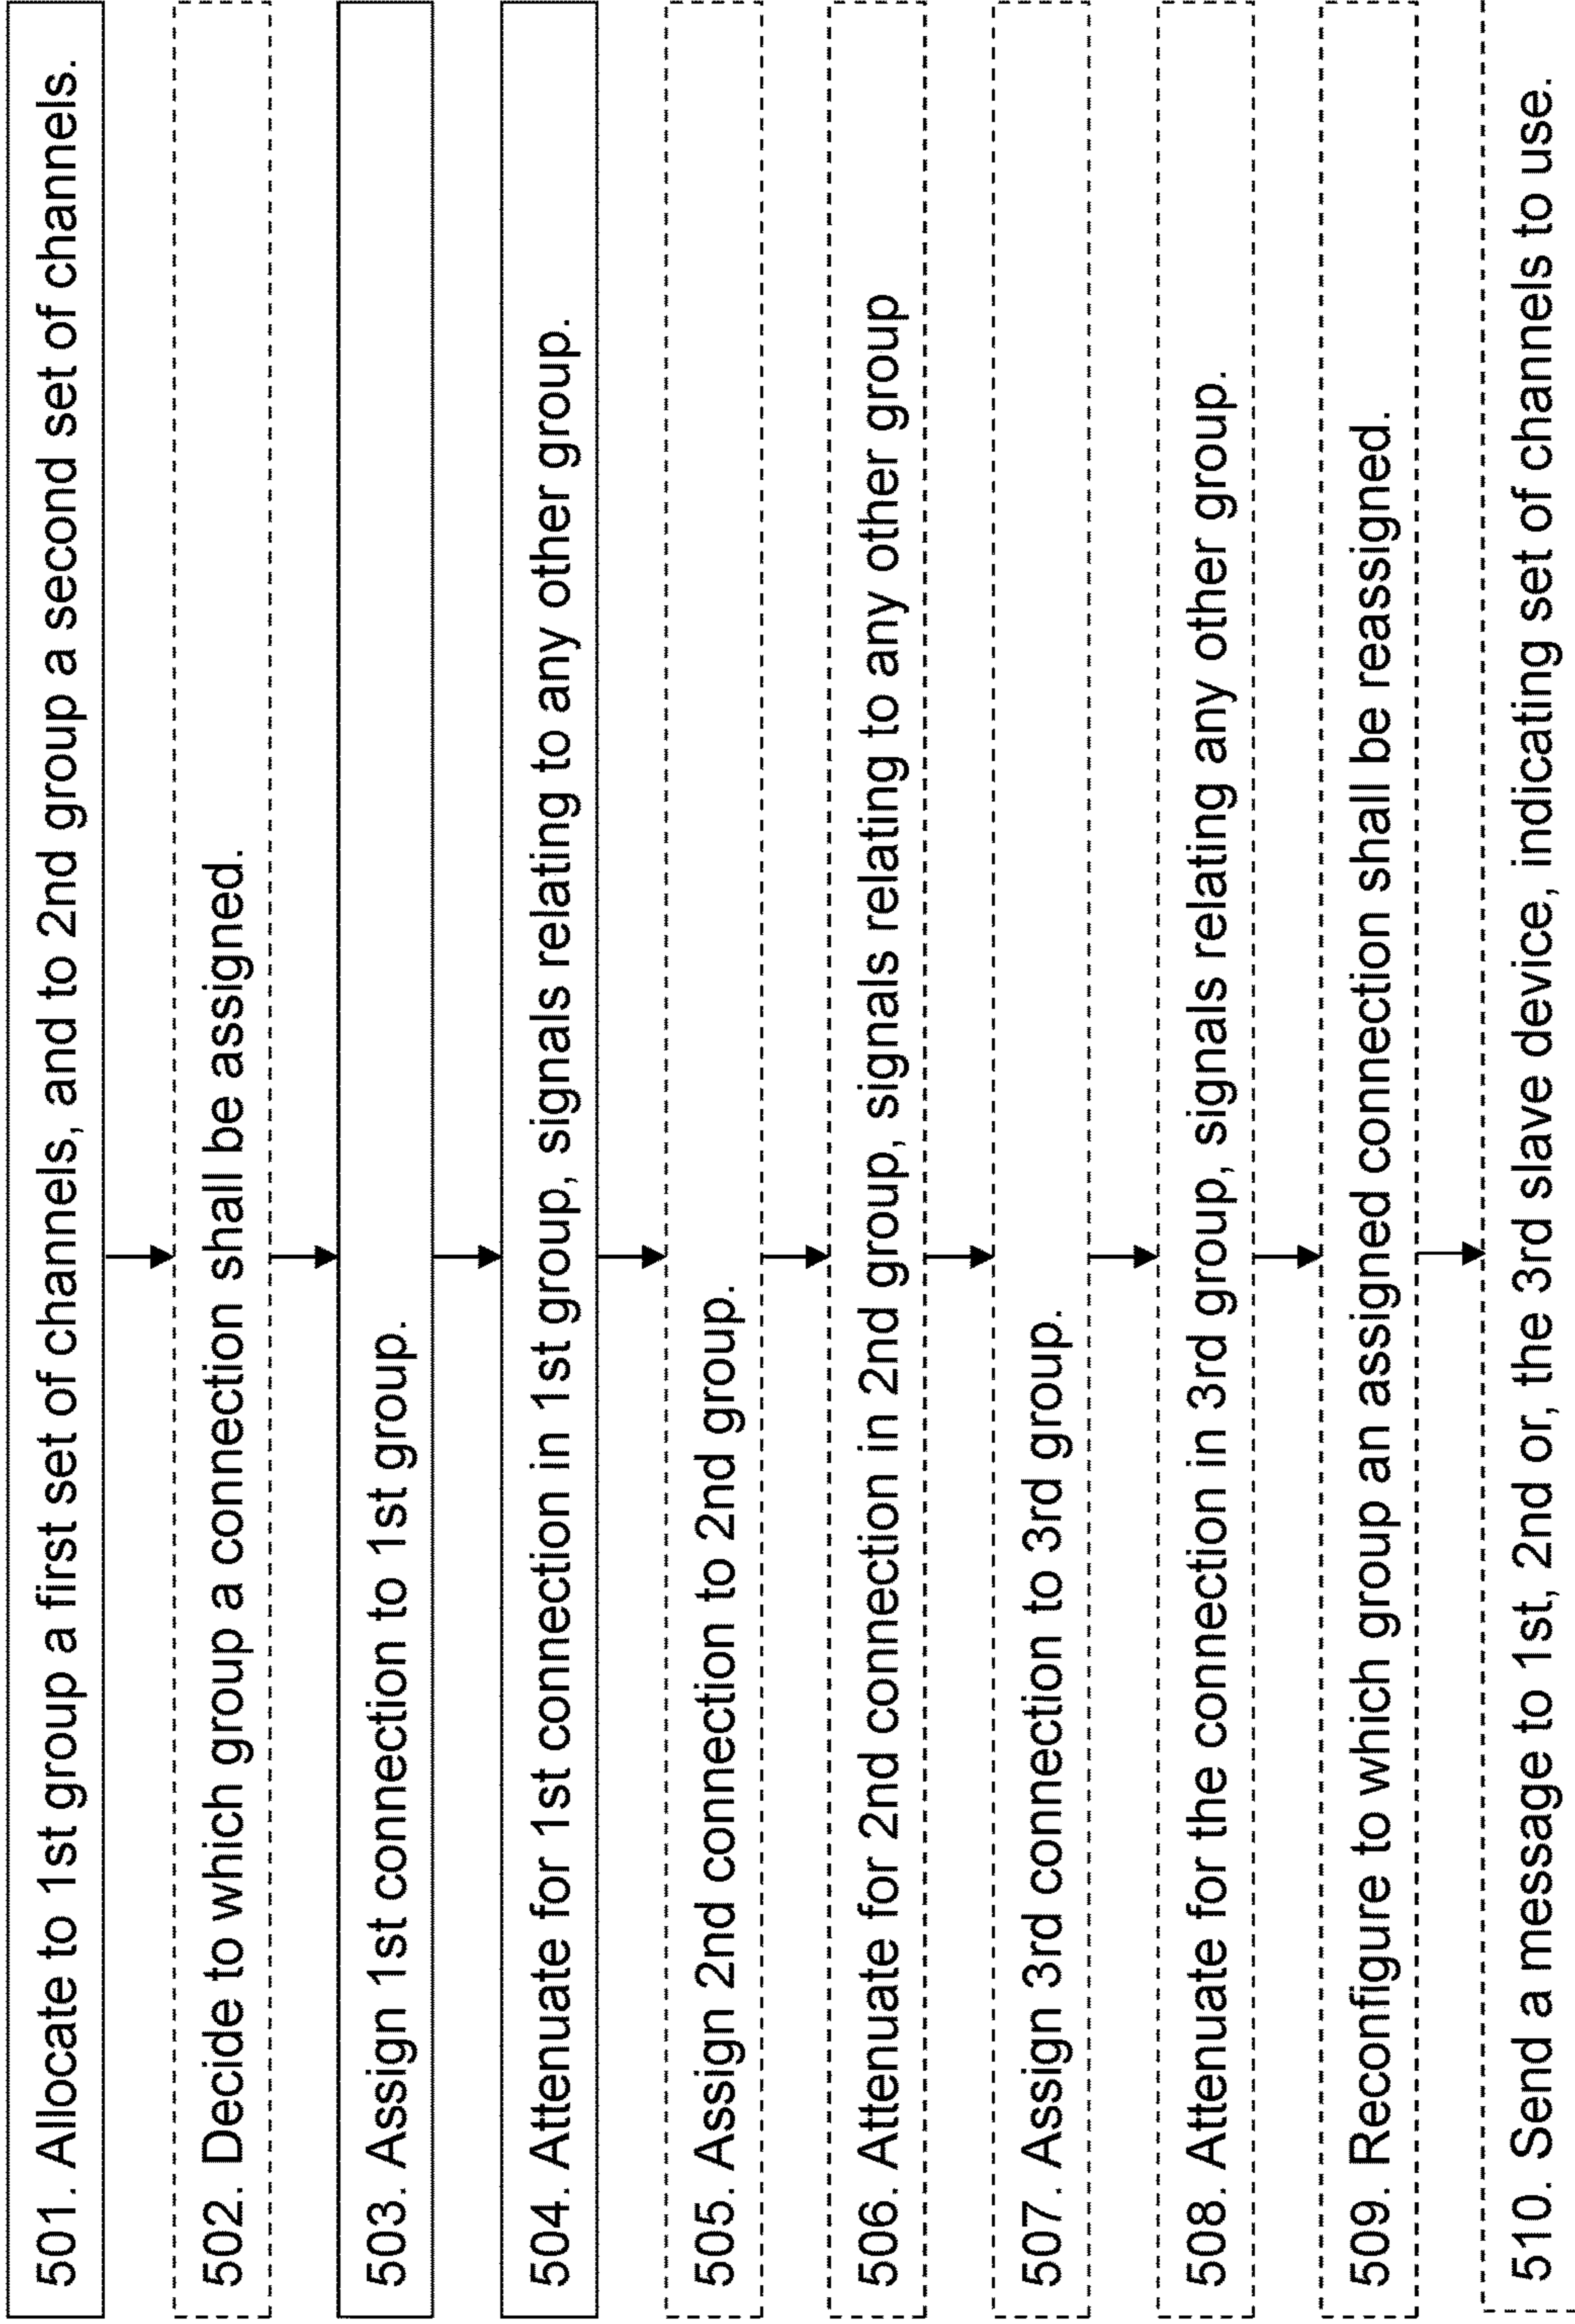 501. Allocate to 1st group a first set of channels, and to 2nd group a second set of channels.
502. Decide to which group a connection shall be assigned.
503. Assign 1st connection to 1st group.
504. Attenuate for 1st connection in 1st group, signals relating to any other group.
505. Assign 2nd connection to 2nd group.
506. Attenuate for 2nd connection in 2nd group, signals relating to any other group
507. Assign 3rd connection to 3rd group.
508. Attenuate for the connection in 3rd group, signals relating any other group.
509. Reconfigure to which group an assigned connection shall be reassigned.
510. Send a message to 1st, 2nd or, the 3rd slave device, indicating set of channels to use.